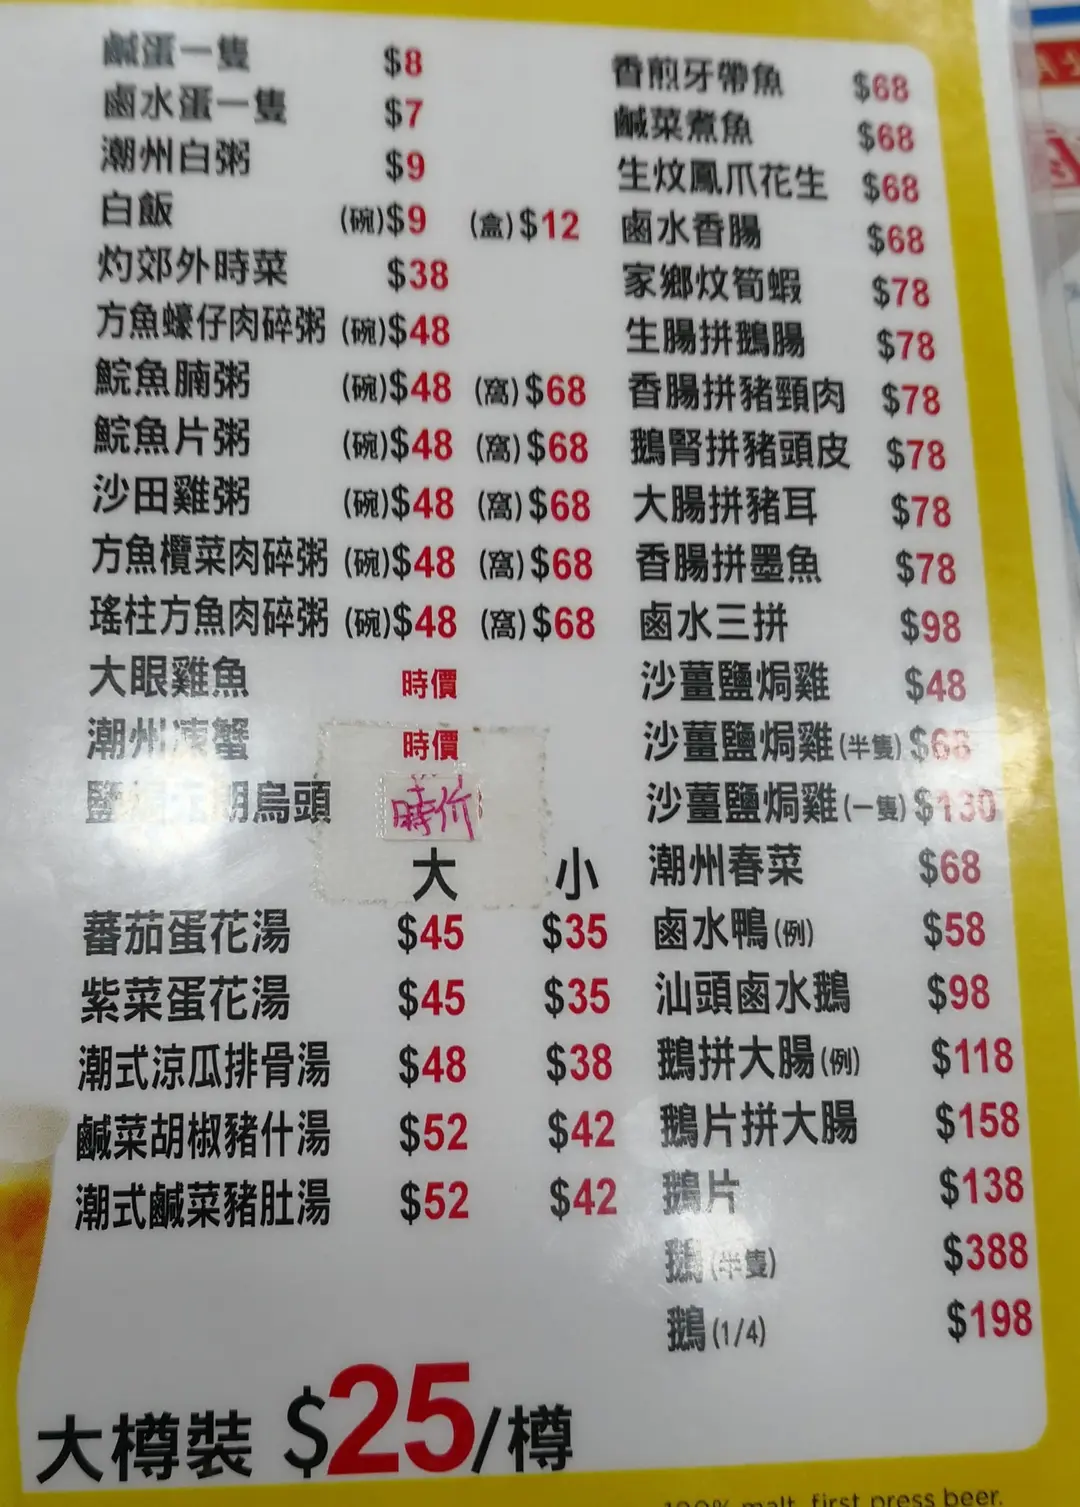 鹹蛋一隻 $8
鹵水蛋一隻 $7
潮州白粥 $9
白飯 (碗)$9 (盒)$12
灼郊外時菜 $38
方魚蠔仔肉碎粥 (碗)$48
鯇魚腩粥 (碗)$48 (窩)$68
鯇魚片粥 (碗)$48 (窩)$68
沙田雞粥 (碗)$48 (窩)$68
方魚欖菜肉碎粥 (碗)$48 (窩)$68
瑤柱方魚肉碎粥 (碗)$48 (窩)$68
大眼雞魚 時價
潮州凍蟹 時價
鹽 烏頭 時价
大 小
蕃茄蛋花湯 $45 $35
紫菜蛋花湯 $45 $35
潮式涼瓜排骨湯 $48 $38
鹹菜胡椒豬什湯 $52 $42
潮式鹹菜豬肚湯 $52 $42
香煎牙帶魚 $68
鹹菜煮魚 $68
生炆鳳爪花生 $68
鹵水香腸 $68
家鄉炆筍蝦 $78
生腸拼鵝腸 $78
香腸拼豬頸肉 $78
鵝腎拼豬頭皮 $78
大腸拼豬耳 $78
香腸拼墨魚 $78
鹵水三拼 $98
沙薑鹽焗雞 $48
沙薑鹽焗雞(半隻) $68
沙薑鹽焗雞(一隻) $130
潮州春菜 $68
鹵水鴨(例) $58
汕頭鹵水鵝 $98
鵝拼大腸(例) $118
鵝片拼大腸 $158
鵝片 $138
鵝(半隻) $388
鵝(1/4) $198
大樽裝 $25/樽
100% malt, first press beer.